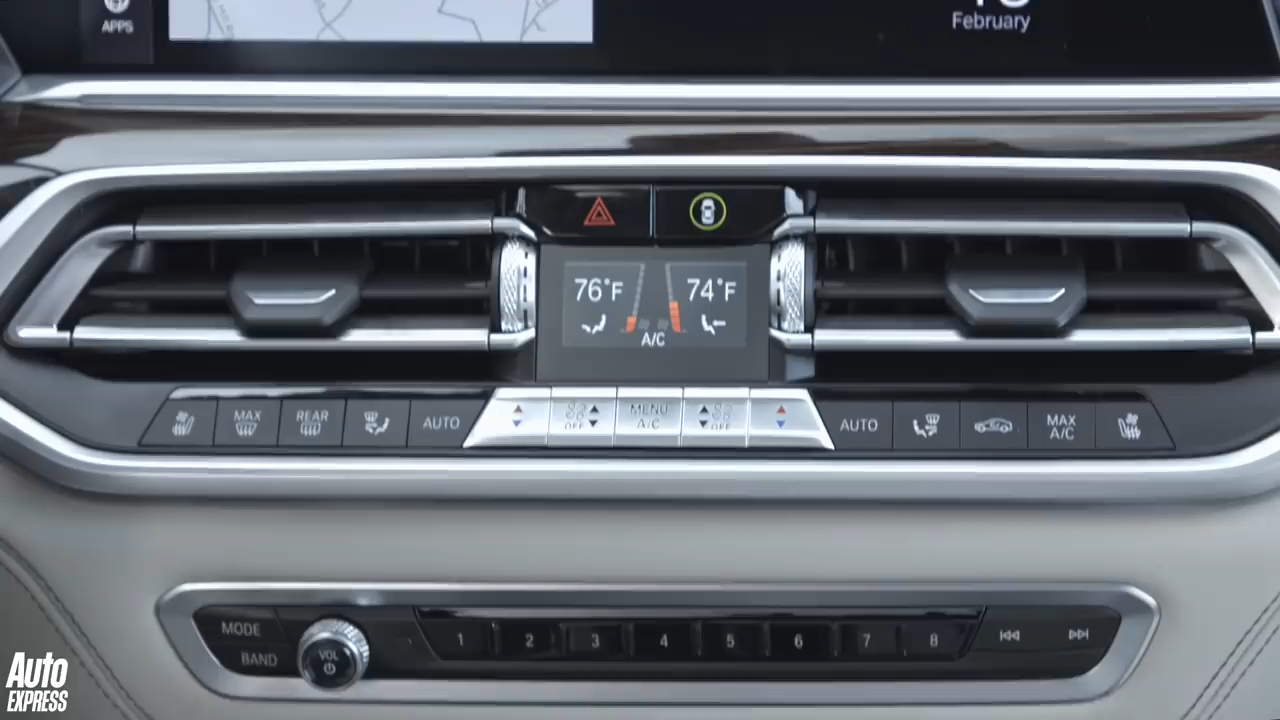 APPS
February
76°F
74°F
A/C
MAX
REAR
AUTO
OFF
MENU
A/C
OFF
AUTO
MAX
A/C
MODE
BAND
VOL
1 2 3 4 5 6 7 8
Auto
EXPRESS